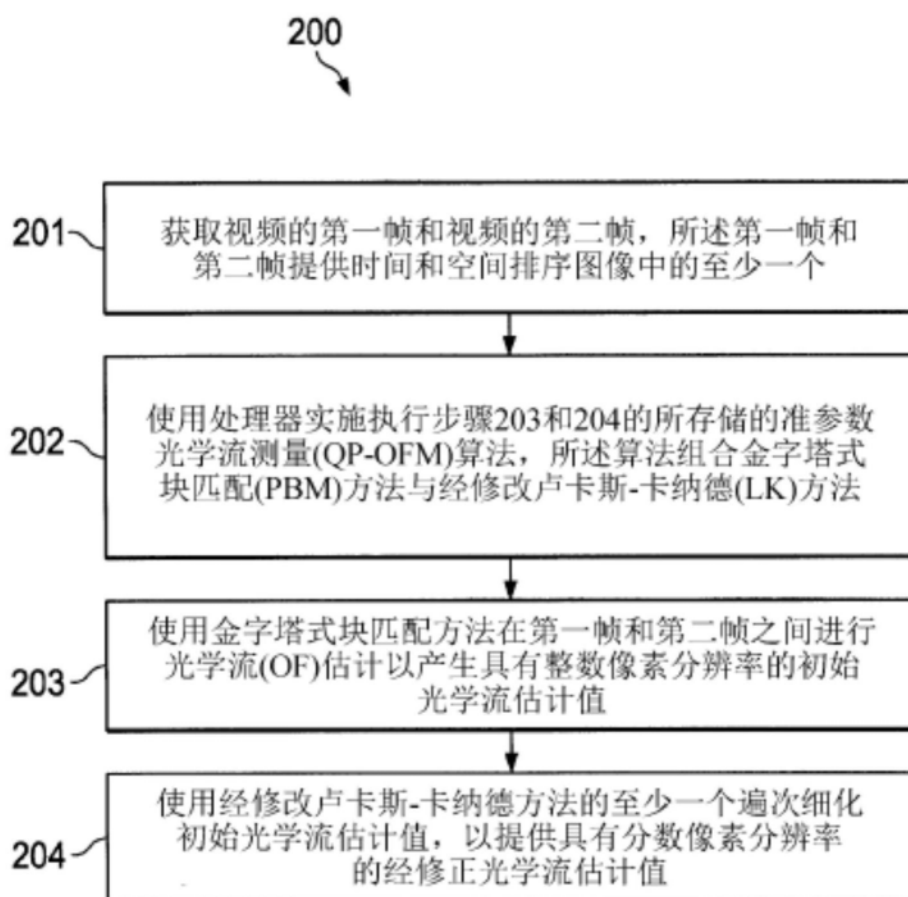 200
201
获取视频的第一帧和视频的第二帧，所述第一帧和
第二帧提供时间和空间排序图像中的至少一个
202
使用处理器实施执行步骤203和204的所存储的准参数
光学流测量(QP-OFM)算法，所述算法组合金字塔式
块匹配(PBM)方法与经修改卢卡斯-卡纳德(LK)方法
203
使用金字塔式块匹配方法在第一帧和第二帧之间进行
光学流(OF)估计以产生具有整数像素分辨率的初始
光学流估计值
204
使用经修改卢卡斯-卡纳德方法的至少一个遍次细化
初始光学流估计值，以提供具有分数像素分辨率
的经修正光学流估计值